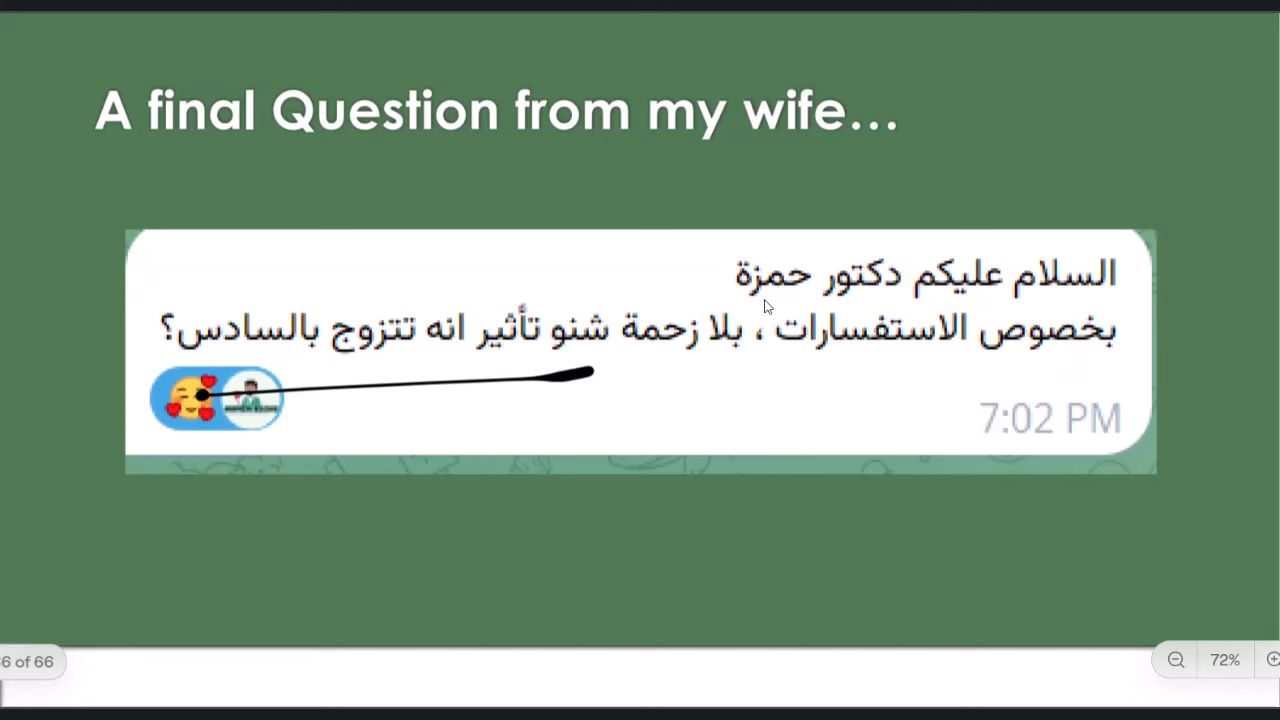 A final Question from my wife...
السلام عليكم دكتور حمزة
بخصوص الاستفسارات ، بلا زحمة شنو تأثير انه تتزوج بالسادس؟
7:02 PM
of 66
72%